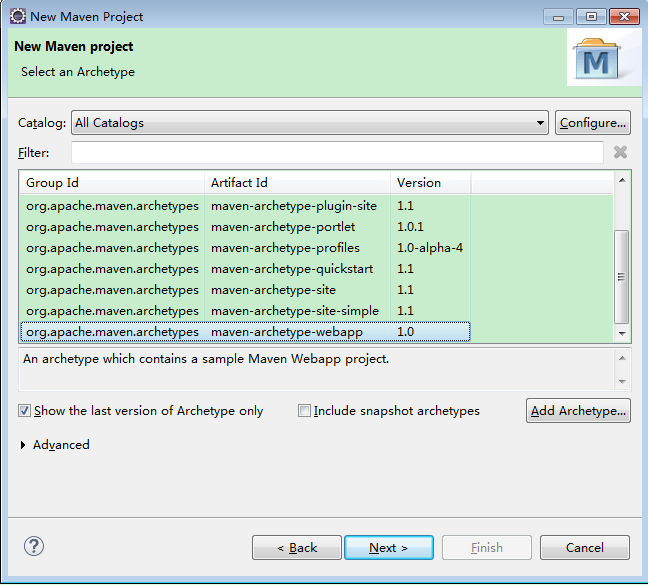 New Maven Project
New Maven project
Select an Archetype
M
Catalog: All Catalogs Configure...
Filter:
Group Id Artifact Id Version
org.apache.maven.archetypes maven-archetype-plugin-site 1.1
org.apache.maven.archetypes maven-archetype-portlet 1.0.1
org.apache.maven.archetypes maven-archetype-profiles 1.0-alpha-4
org.apache.maven.archetypes maven-archetype-quickstart 1.1
org.apache.maven.archetypes maven-archetype-site 1.1
org.apache.maven.archetypes maven-archetype-site-simple 1.1
org.apache.maven.archetypes maven-archetype-webapp 1.0
An archetype which contains a sample Maven Webapp project.
Show the last version of Archetype only Include snapshot archetypes Add Archetype...
Advanced
? < Back Next > Finish Cancel